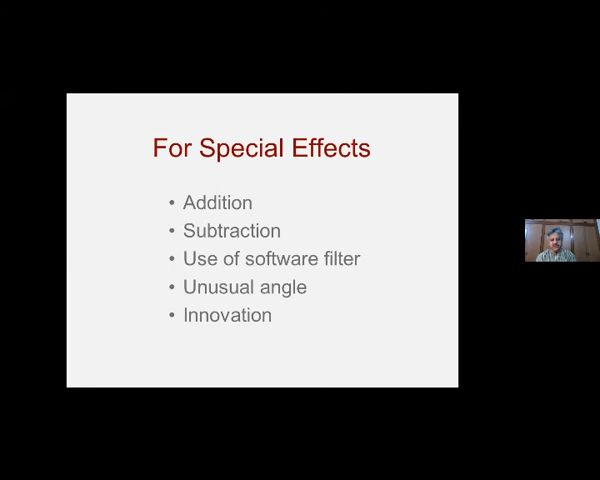 For Special Effects
• Addition
• Subtraction
• Use of software filter
• Unusual angle
• Innovation